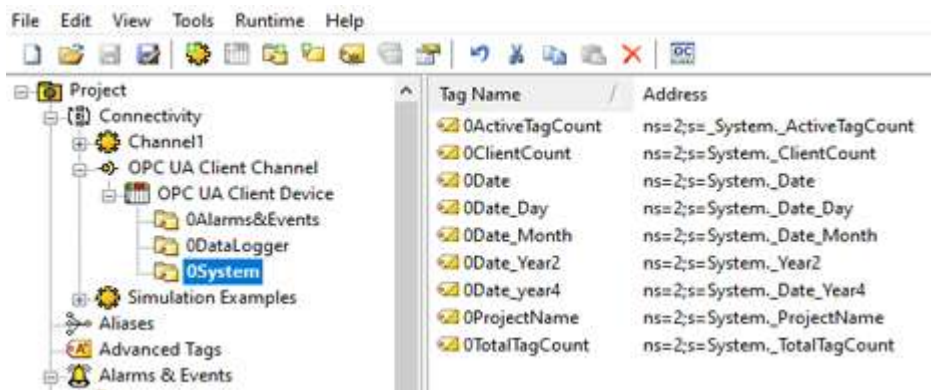 File Edit View Tools Runtime Help
Project
Connectivity
Channel1
OPC UA Client Channel
OPC UA Client Device
0Alarms&Events
0DataLogger
0System
Simulation Examples
Aliases
Advanced Tags
Alarms & Events
Tag Name / Address
0ActiveTagCount ns=2;s=_System._ActiveTagCount
0ClientCount ns=2;s=System._ClientCount
0Date ns=2;s=System._Date
0Date_Day ns=2;s=System._Date_Day
0Date_Month ns=2;s=System._Date_Month
0Date_Year2 ns=2;s=System._Year2
0Date_year4 ns=2;s=System._Date_Year4
0ProjectName ns=2;s=System._ProjectName
0TotalTagCount ns=2;s=System._TotalTagCount